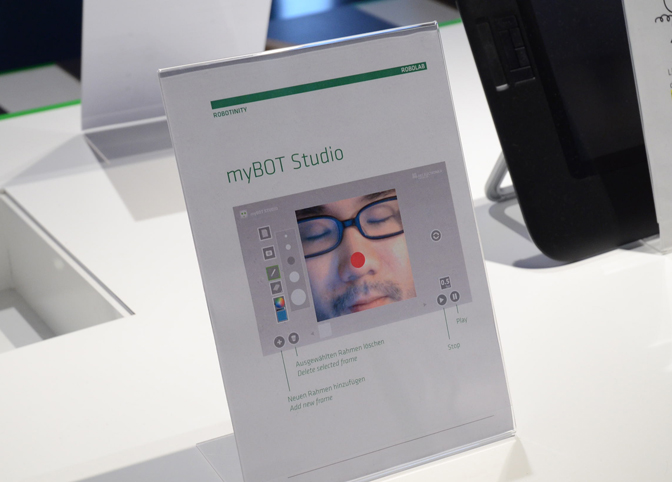 ROBOLAB
ROBOTINITY
myBOT Studio
Ausgewählten Rahmen löschen
Delete selected frame
Neuen Rahmen hinzufügen
Add new frame
Play
Stop